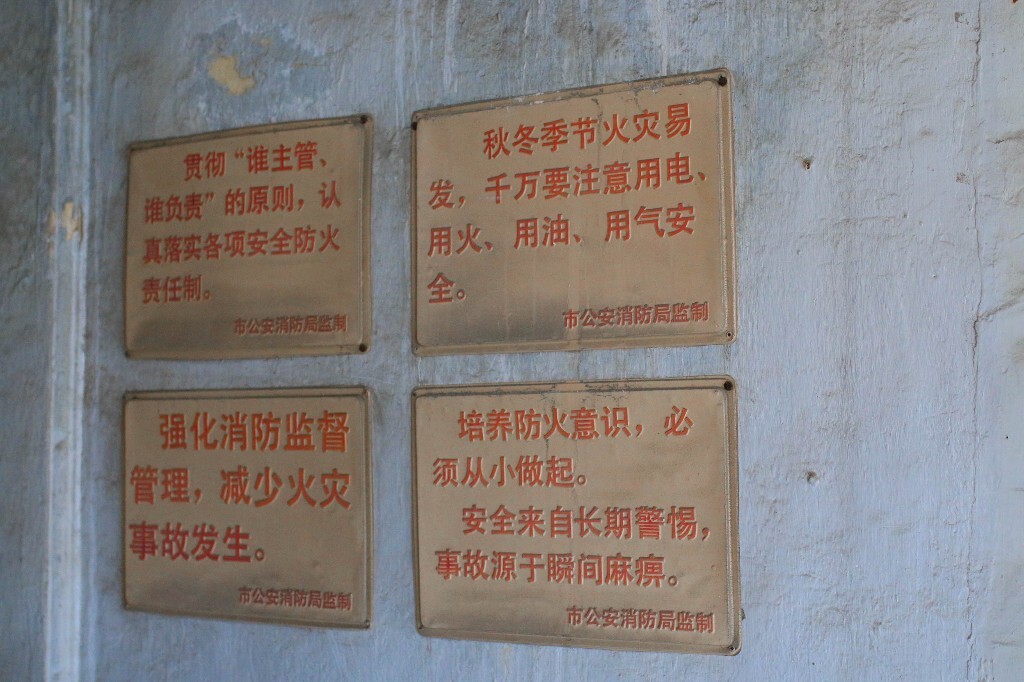 贯彻“谁主管、
谁负责”的原则，认
真落实各项安全防火
责任制。
市公安消防局监制
秋冬季节火灾易
发，千万要注意用电、
用火、用油、用气安
全。
市公安消防局监制
强化消防监督
管理，减少火灾
事故发生。
市公安消防局监制
培养防火意识，必
须从小做起。
安全来自长期警惕，
事故源于瞬间麻痹。
市公安消防局监制